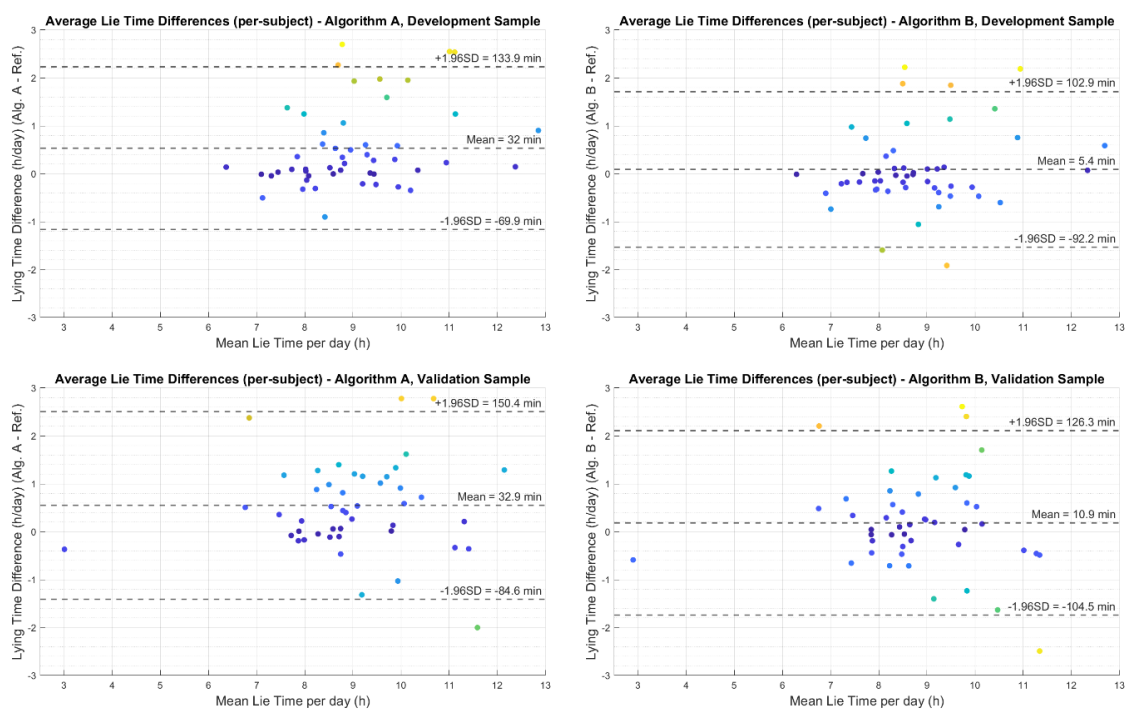 Average Lie Time Differences (per-subject) - Algorithm A, Development Sample
Lying Time Difference (h/day) (Alg. A - Ref.)
3
2
1
0
-1
-2
-3
+1.96SD = 133.9 min
Mean = 32 min
-1.96SD = -69.9 min
3 4 5 6 7 8 9 10 11 12 13
Mean Lie Time per day (h)
Average Lie Time Differences (per-subject) - Algorithm B, Development Sample
Lying Time Difference (h/day) (Alg. B - Ref.)
3
2
1
0
-1
-2
-3
+1.96SD = 102.9 min
Mean = 5.4 min
-1.96SD = -92.2 min
3 4 5 6 7 8 9 10 11 12 13
Mean Lie Time per day (h)
Average Lie Time Differences (per-subject) - Algorithm A, Validation Sample
Lying Time Difference (h/day) (Alg. A - Ref.)
3
2
1
0
-1
-2
-3
+1.96SD = 150.4 min
Mean = 32.9 min
-1.96SD = -84.6 min
3 4 5 6 7 8 9 10 11 12 13
Mean Lie Time per day (h)
Average Lie Time Differences (per-subject) - Algorithm B, Validation Sample
Lying Time Difference (h/day) (Alg. B - Ref.)
3
2
1
0
-1
-2
-3
+1.96SD = 126.3 min
Mean = 10.9 min
-1.96SD = -104.5 min
3 4 5 6 7 8 9 10 11 12 13
Mean Lie Time per day (h)